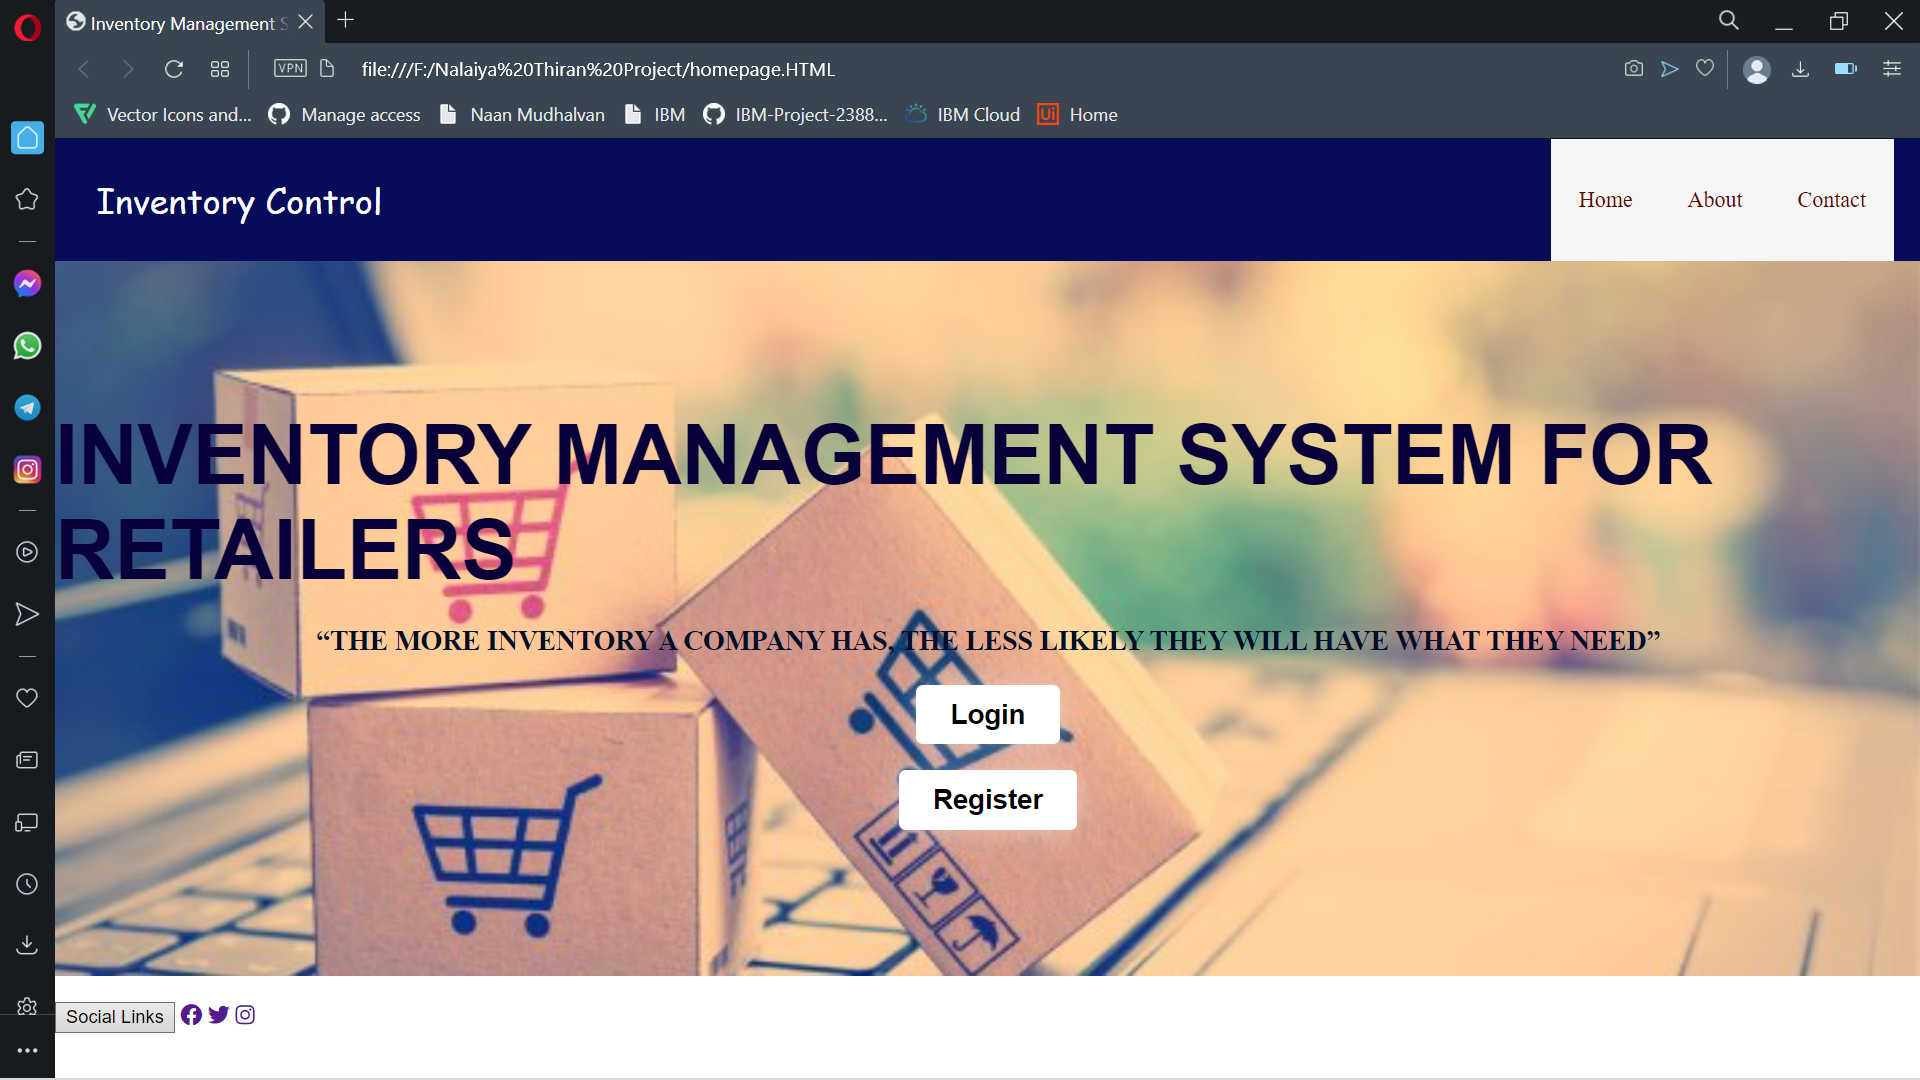 Inventory Management S
VPN
file:///F:/Nalaiya%20Thiran%20Project/homepage.HTML
Vector Icons and... Manage access Naan Mudhalvan IBM IBM-Project-2388... IBM Cloud Ui Home
Inventory Control
Home About Contact
INVENTORY MANAGEMENT SYSTEM FOR
RETAILERS
“THE MORE INVENTORY A COMPANY HAS, THE LESS LIKELY THEY WILL HAVE WHAT THEY NEED”
Login
Register
Social Links